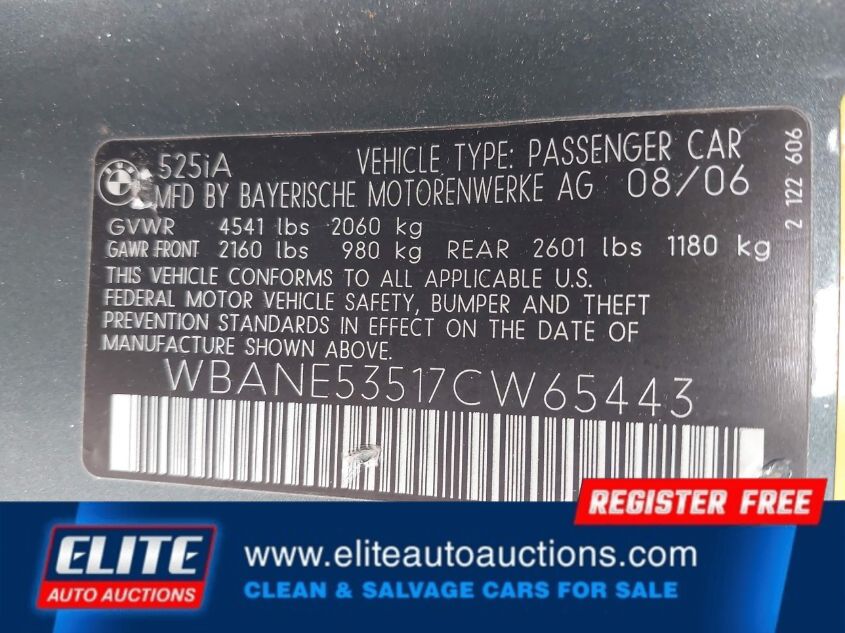 525iA VEHICLE TYPE: PASSENGER CAR
MFD BY BAYERISCHE MOTORENWERKE AG 08/06
GVWR 4541 lbs 2060 kg
GAWR FRONT 2160 lbs 980 kg REAR 2601 lbs 1180 kg
THIS VEHICLE CONFORMS TO ALL APPLICABLE U.S.
FEDERAL MOTOR VEHICLE SAFETY, BUMPER AND THEFT
PREVENTION STANDARDS IN EFFECT ON THE DATE OF
MANUFACTURE SHOWN ABOVE.
WBANE53517CW65443
2 122 606
REGISTER FREE
ELITE
AUTO AUCTIONS
www.eliteautoauctions.com
CLEAN & SALVAGE CARS FOR SALE